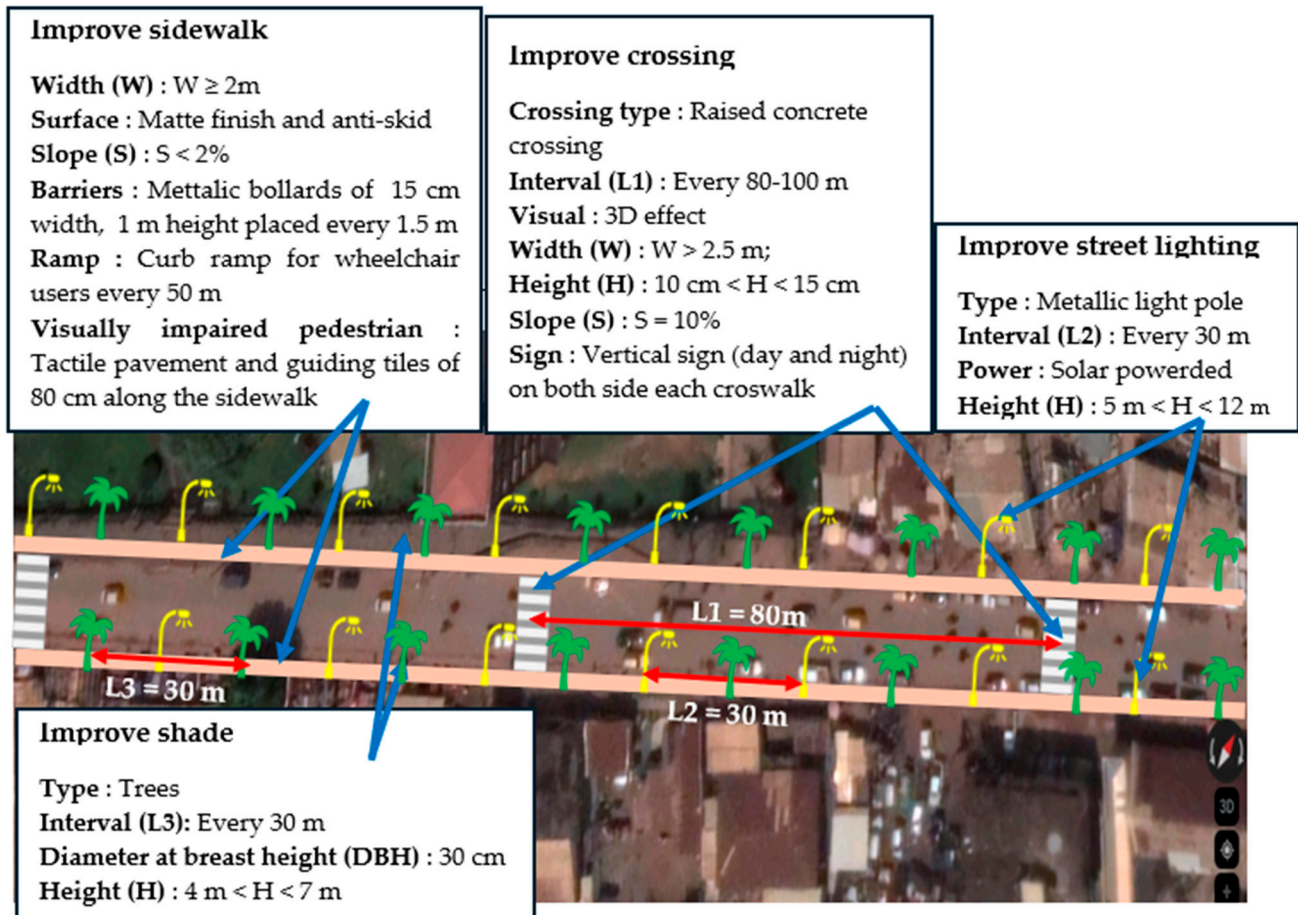 Improve sidewalk
Width (W) : W ≥ 2m
Surface : Matte finish and anti-skid
Slope (S) : S < 2%
Barriers : Mettalic bollards of 15 cm
width, 1 m height placed every 1.5 m
Ramp : Curb ramp for wheelchair
users every 50 m
Visually impaired pedestrian :
Tactile pavement and guiding tiles of
80 cm along the sidewalk
Improve crossing
Crossing type : Raised concrete
crossing
Interval (L1) : Every 80-100 m
Visual : 3D effect
Width (W) : W > 2.5 m;
Height (H) : 10 cm < H < 15 cm
Slope (S) : S = 10%
Sign : Vertical sign (day and night)
on both side each croswalk
Improve street lighting
Type : Metallic light pole
Interval (L2) : Every 30 m
Power : Solar powerded
Height (H) : 5 m < H < 12 m
L1 = 80m
L3 = 30 m
L2 = 30 m
Improve shade
Type : Trees
Interval (L3): Every 30 m
Diameter at breast height (DBH) : 30 cm
Height (H) : 4 m < H < 7 m
3D